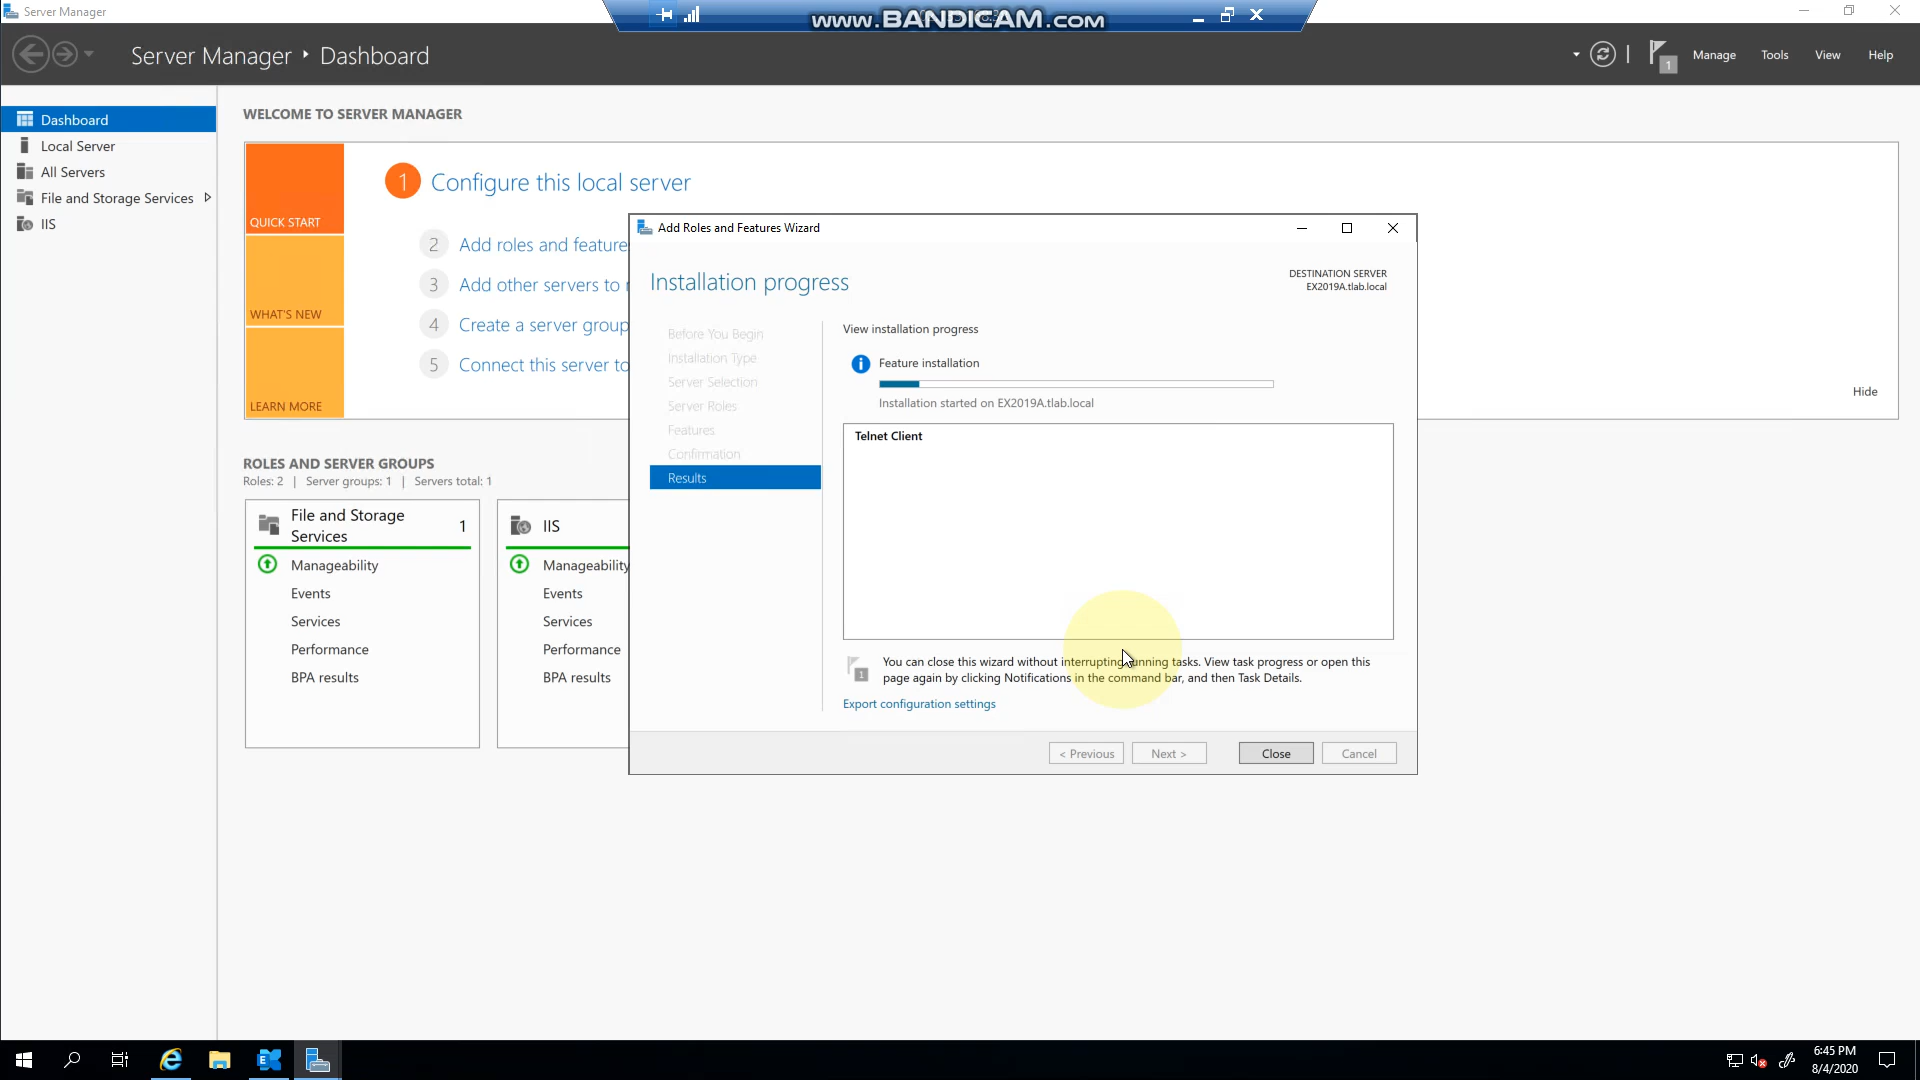 Server Manager
www.BANDICAM.com
Server Manager ‣ Dashboard
1
Manage
Tools
View
Help
Dashboard
Local Server
All Servers
File and Storage Services
IIS
WELCOME TO SERVER MANAGER
QUICK START
WHAT'S NEW
LEARN MORE
1 Configure this local server
2 Add roles and feature
3 Add other servers to
4 Create a server group
5 Connect this server to
Hide
ROLES AND SERVER GROUPS
Roles: 2 | Server groups: 1 | Servers total: 1
File and Storage
Services
1
Manageability
Events
Services
Performance
BPA results
IIS
Manageability
Events
Services
Performance
BPA results
Add Roles and Features Wizard
Installation progress
DESTINATION SERVER
EX2019A.tlab.local
Before You Begin
Installation Type
Server Selection
Server Roles
Features
Confirmation
Results
View installation progress
Feature installation
Installation started on EX2019A.tlab.local
Telnet Client
1
You can close this wizard without interrupting running tasks. View task progress or open this
page again by clicking Notifications in the command bar, and then Task Details.
Export configuration settings
< Previous
Next >
Close
Cancel
6:45 PM
8/4/2020